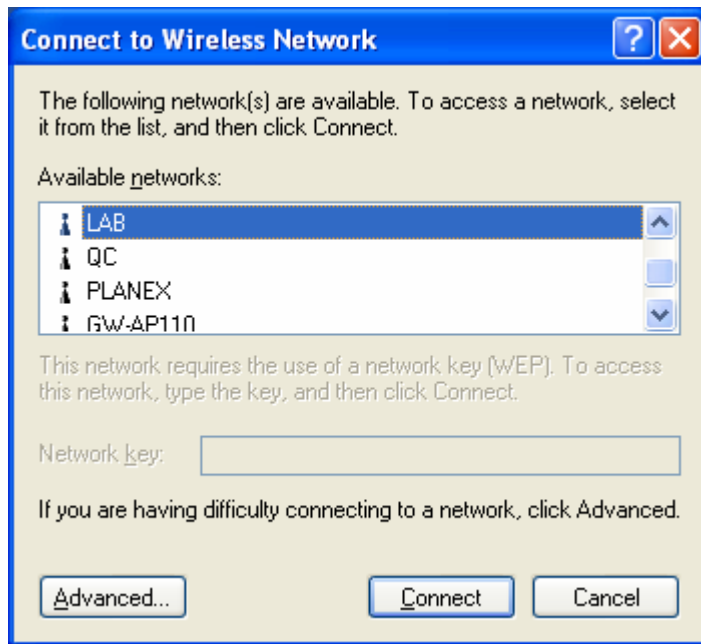 Connect to Wireless Network
The following network(s) are available. To access a network, select
it from the list, and then click Connect.
Available networks:
LAB
QC
PLANEX
GW-AP110
This network requires the use of a network key (WEP). To access
this network, type the key, and then click Connect.
Network key:
If you are having difficulty connecting to a network, click Advanced.
Advanced... Connect Cancel